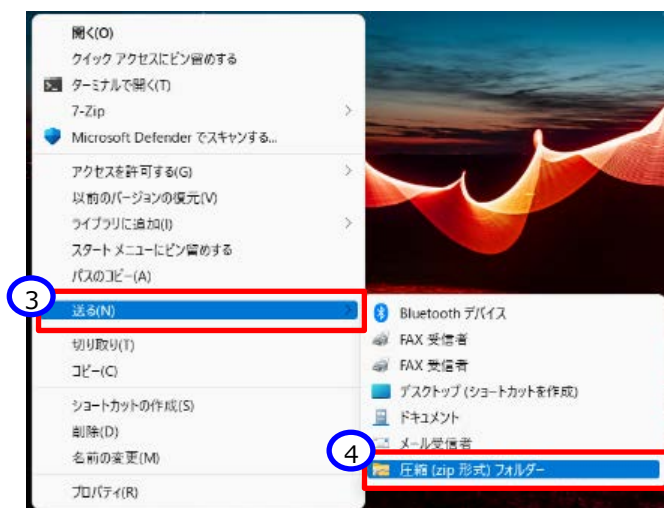 開く(O)
クイック アクセスにピン留めする
ターミナルで開く(T)
7-Zip
Microsoft Defender でスキャンする...
アクセスを許可する(G)
以前のバージョンの復元(V)
ライブラリに追加(I)
スタート メニューにピン留めする
パスのコピー(A)
3
送る(N)
切り取り(T)
コピー(C)
ショートカットの作成(S)
削除(D)
名前の変更(M)
プロパティ(R)
Bluetooth デバイス
FAX 受信者
FAX 受信者
デスクトップ (ショートカットを作成)
ドキュメント
メール受信者
4
圧縮 (zip 形式) フォルダー